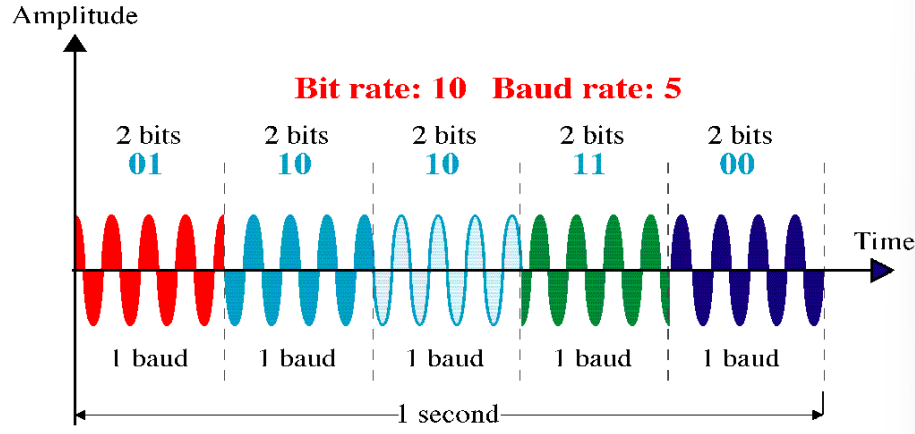 Amplitude
Bit rate: 10 Baud rate: 5
2 bits 2 bits 2 bits 2 bits 2 bits
01 10 10 11 00
Time
1 baud 1 baud 1 baud 1 baud 1 baud
1 second